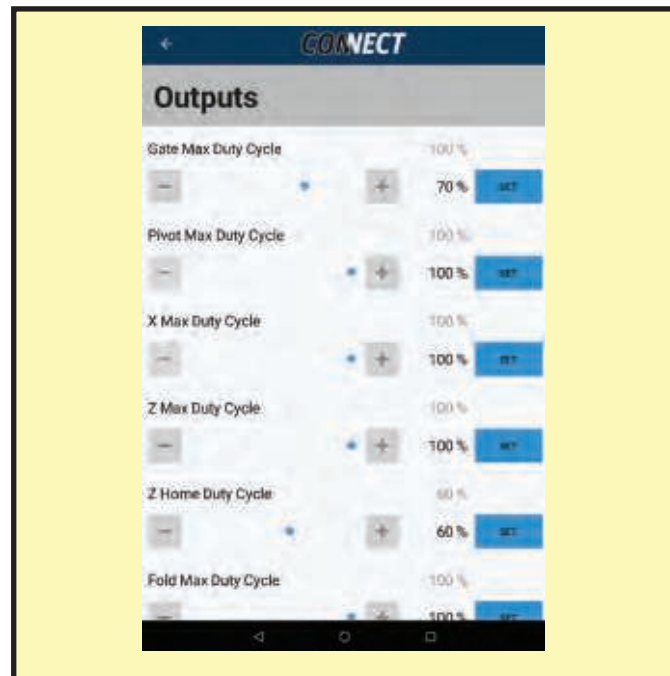 CONNECT
Outputs
Gate Max Duty Cycle 100 %
70 % SET
Pivot Max Duty Cycle 100 %
100 % SET
X Max Duty Cycle 100 %
100 % SET
Z Max Duty Cycle 100 %
100 % SET
Z Home Duty Cycle 60 %
60 % SET
Fold Max Duty Cycle 100 %
100 % SET